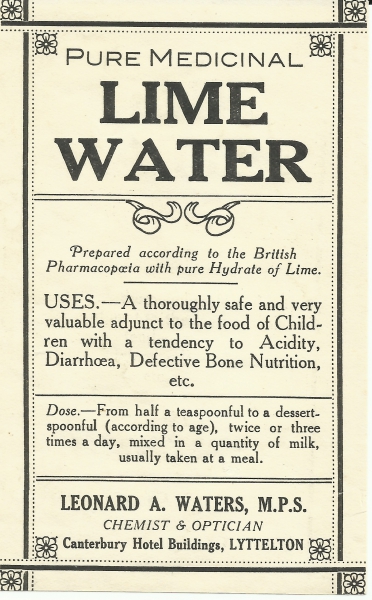 PURE MEDICINAL
LIME
WATER
Prepared according to the British
Pharmacopœia with pure Hydrate of Lime.
USES.—A thoroughly safe and very
valuable adjunct to the food of Child-
ren with a tendency to Acidity,
Diarrhœa, Defective Bone Nutrition,
etc.
Dose.—From half a teaspoonful to a dessert-
spoonful (according to age), twice or three
times a day, mixed in a quantity of milk,
usually taken at a meal.
LEONARD A. WATERS, M.P.S.
CHEMIST & OPTICIAN
Canterbury Hotel Buildings, LYTTELTON